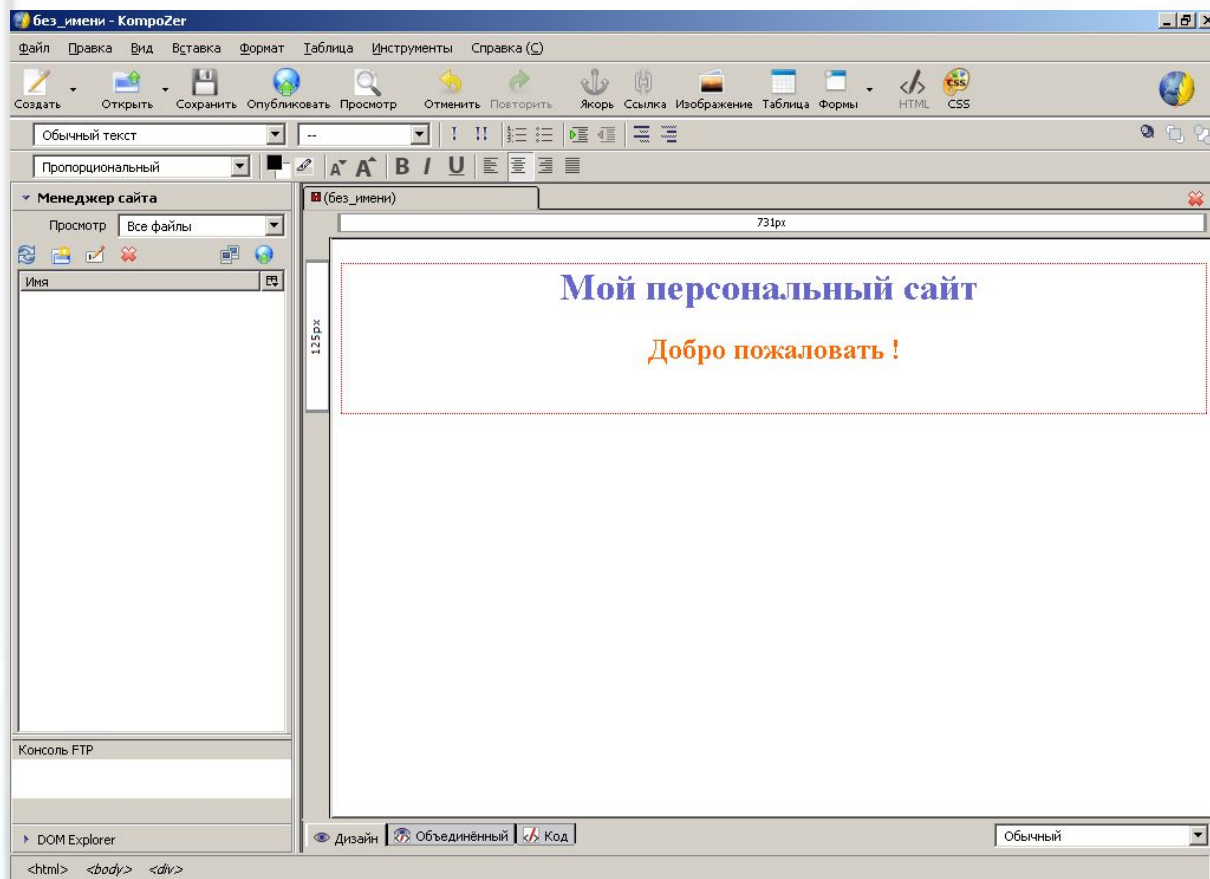 без_имени - KompoZer
Файл Правка Вид Вставка Формат Таблица Инструменты Справка (C)
Создать Открыть Сохранить Опубликовать Просмотр Отменить Повторить Якорь Ссылка Изображение Таблица Формы HTML CSS
Обычный текст -- ! !!
Пропорциональный A A B I U
Менеджер сайта
(без_имени)
Просмотр Все файлы
731px
Имя
125px
Мой персональный сайт
Добро пожаловать !
Консоль FTP
DOM Explorer
Дизайн Объединённый Код Обычный
<html> <body> <div>